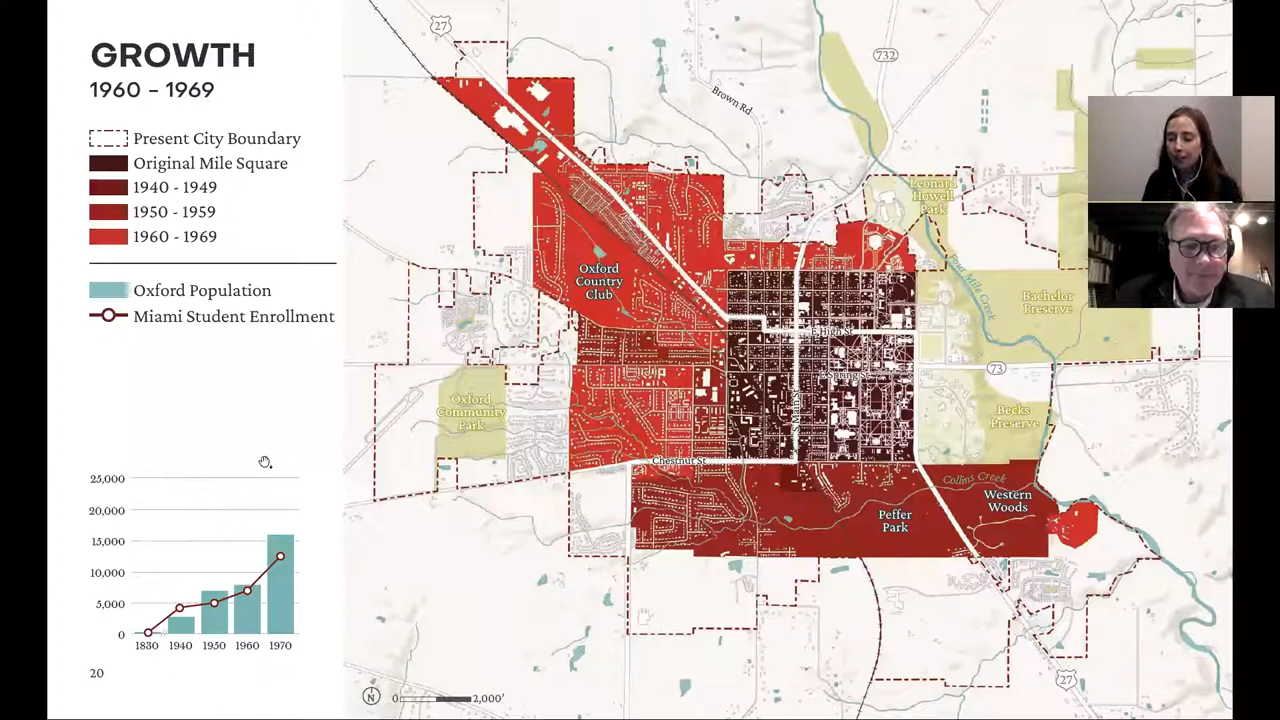 GROWTH
1960 – 1969
Present City Boundary
Original Mile Square
1940 - 1949
1950 - 1959
1960 - 1969
Oxford Population
Miami Student Enrollment
25,000
20,000
15,000
10,000
5,000
0
1830 1940 1950 1960 1970
20
27
732
Brown Rd
Leonard
Howell
Park
Four Mile Creek
Oxford
Country
Club
Bachelor
Preserve
E High St
73
E Spring St
S Main St
Oxford
Community
Park
Becks
Preserve
Chestnut St
Collins Creek
Western
Woods
Peffer
Park
27
N
0 2,000'